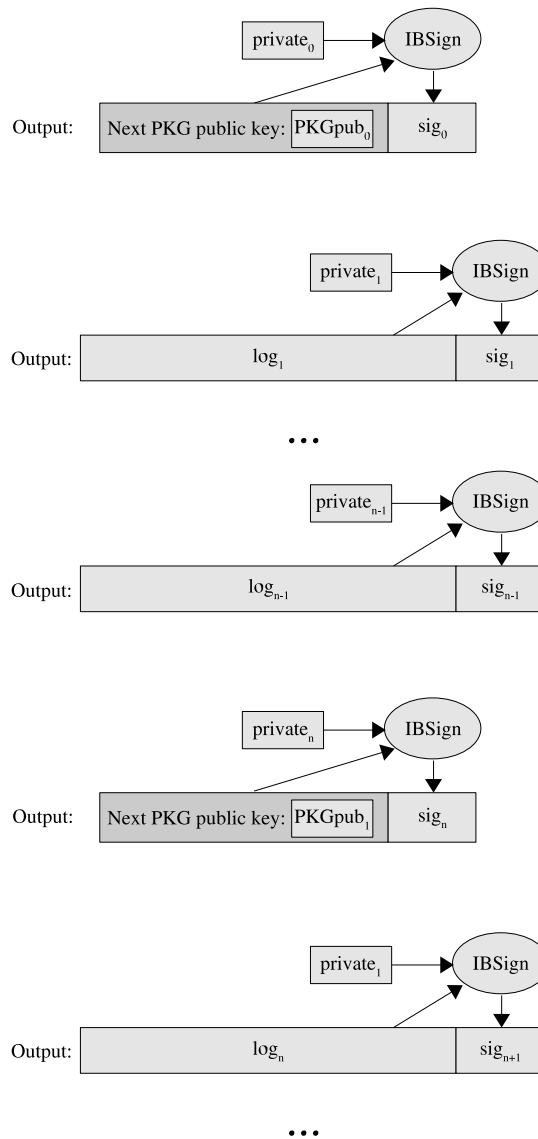 private₀ IBSign
Output: Next PKG public key: PKGpub₀ sig₀
private₁ IBSign
Output: log₁ sig₁
...
privateₙ₋₁ IBSign
Output: logₙ₋₁ sigₙ₋₁
privateₙ IBSign
Output: Next PKG public key: PKGpub₁ sigₙ
private₁ IBSign
Output: logₙ sigₙ₊₁
...